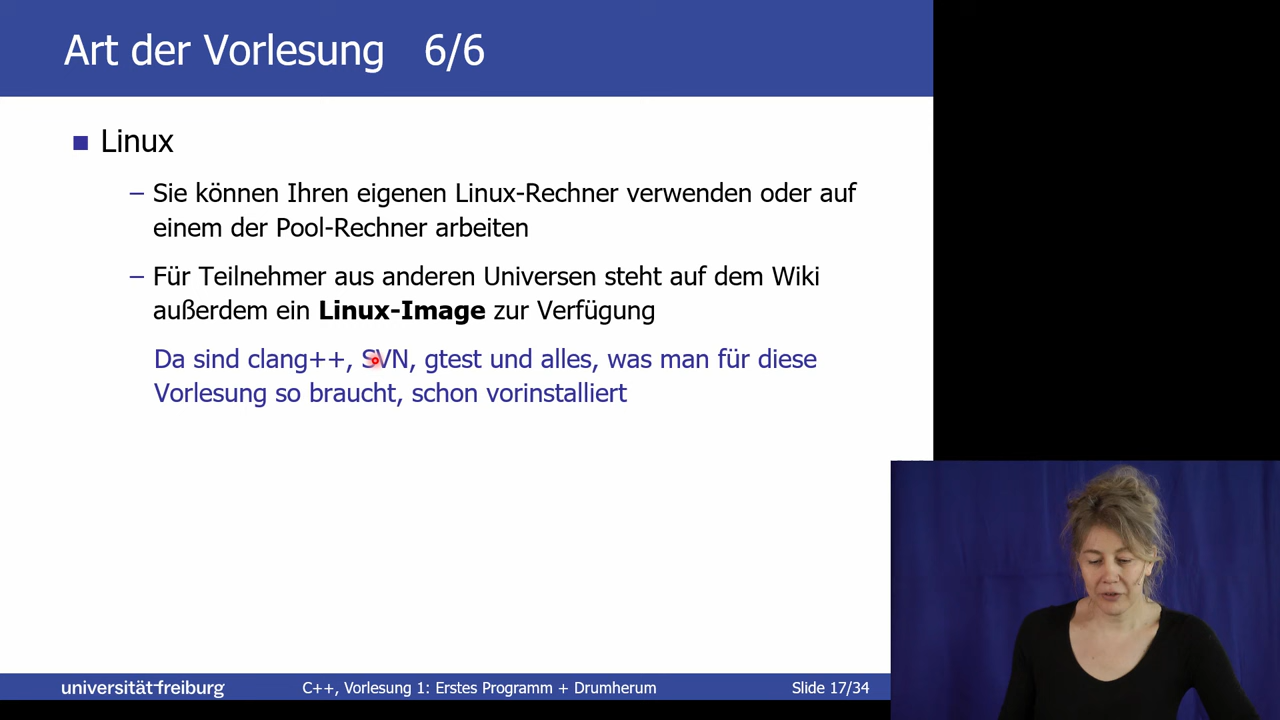 Art der Vorlesung 6/6
Linux
– Sie können Ihren eigenen Linux-Rechner verwenden oder auf
einem der Pool-Rechner arbeiten
– Für Teilnehmer aus anderen Universen steht auf dem Wiki
außerdem ein Linux-Image zur Verfügung
Da sind clang++, SVN, gtest und alles, was man für diese
Vorlesung so braucht, schon vorinstalliert
universität freiburg
C++, Vorlesung 1: Erstes Programm + Drumherum
Slide 17/34